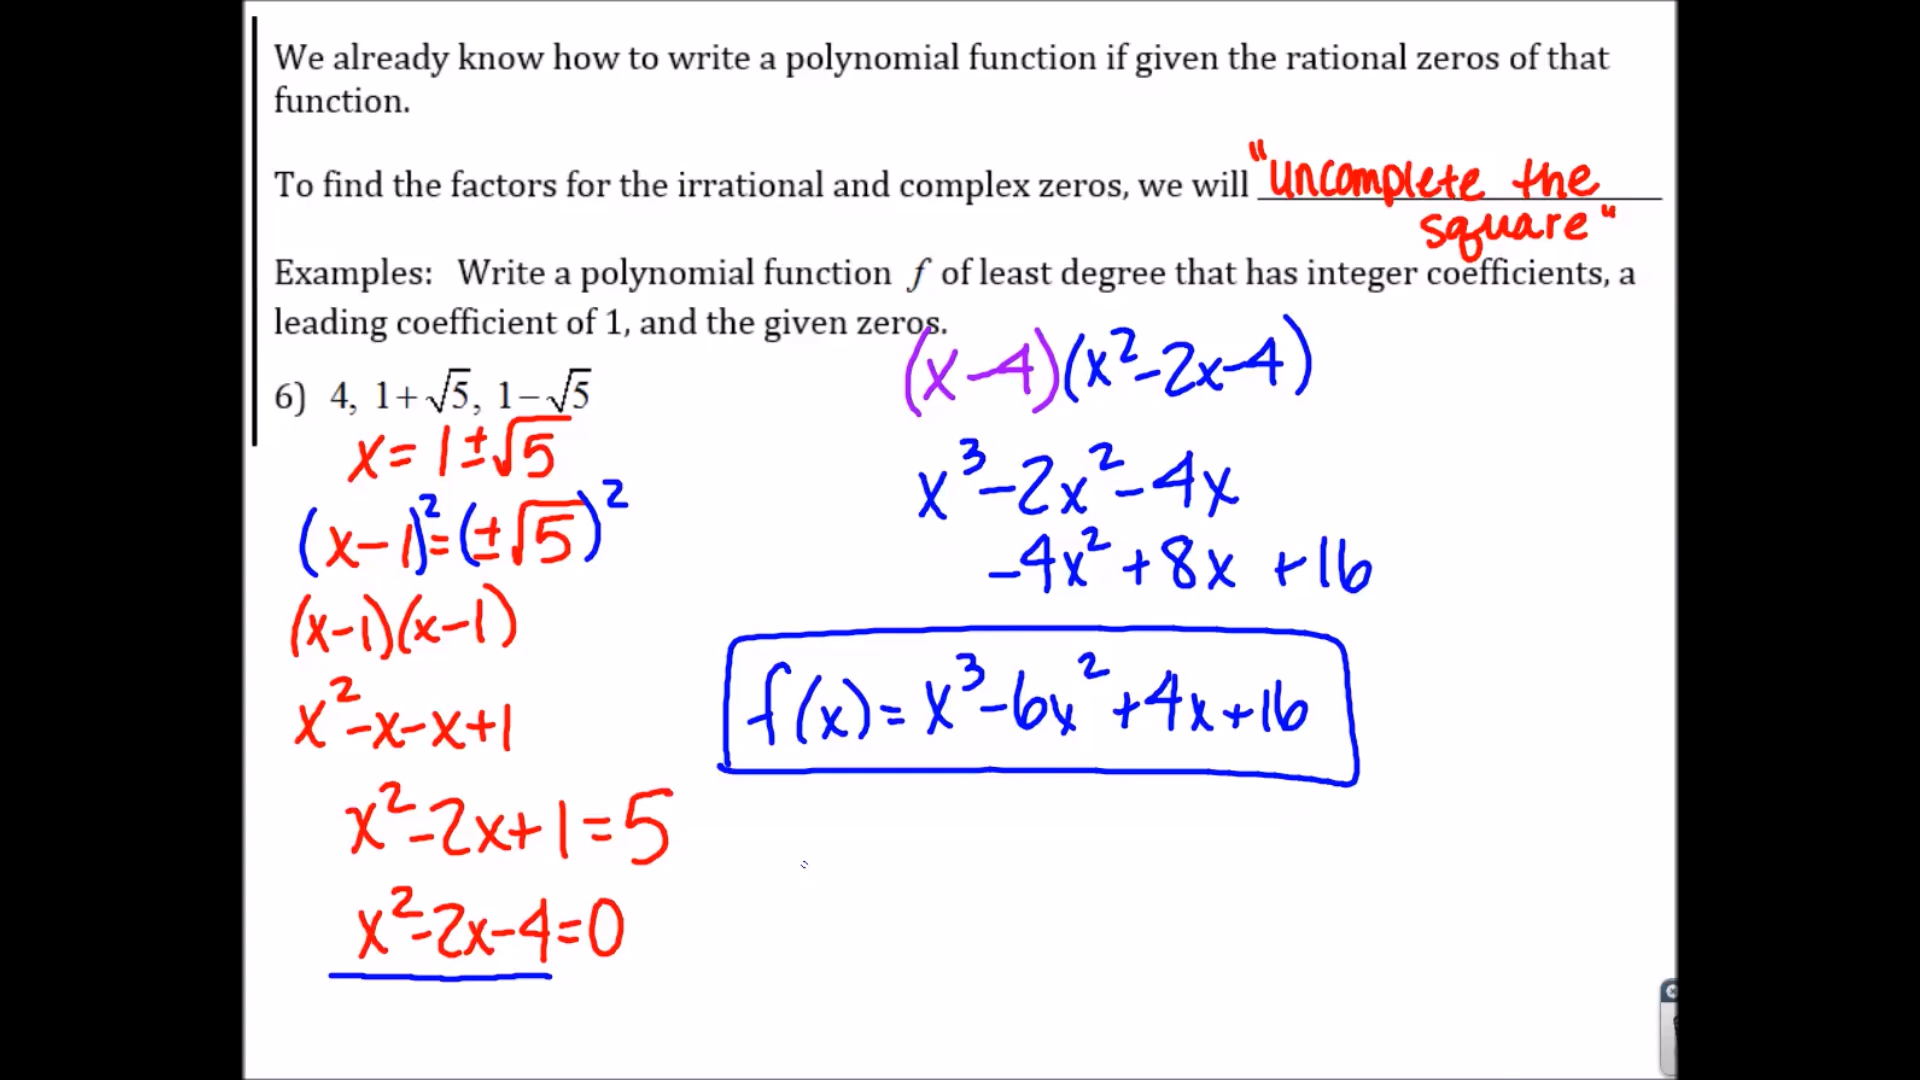 We already know how to write a polynomial function if given the rational zeros of that
function.
To find the factors for the irrational and complex zeros, we will "uncomplete the
square"
Examples: Write a polynomial function f of least degree that has integer coefficients, a
leading coefficient of 1, and the given zeros.
6) 4, 1+√5, 1−√5
x = 1±√5
(x-1)² = (±√5)²
(x-1)(x-1)
x²-x-x+1
x²-2x+1=5
x²-2x-4=0
(x-4)(x²-2x-4)
x³-2x²-4x
-4x²+8x+16
f(x)=x³-6x²+4x+16